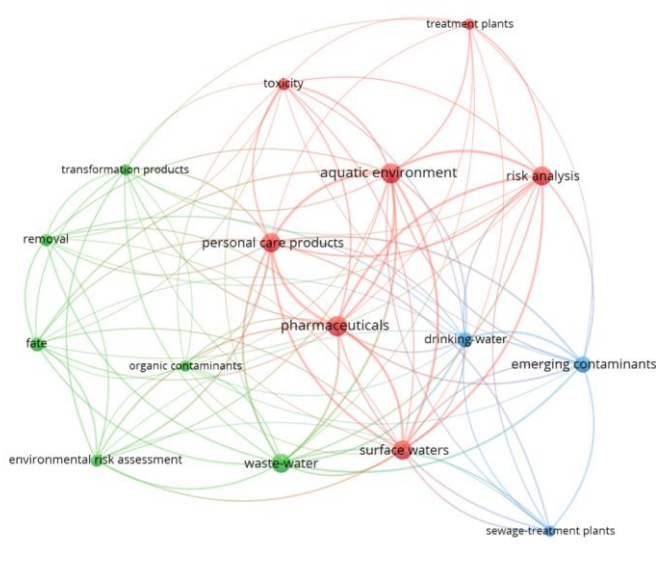 treatment plants
toxicity
transformation products
aquatic environment
risk analysis
removal
personal care products
pharmaceuticals
drinking-water
fate
organic contaminants
emerging contaminants
environmental risk assessment
waste-water
surface waters
sewage-treatment plants